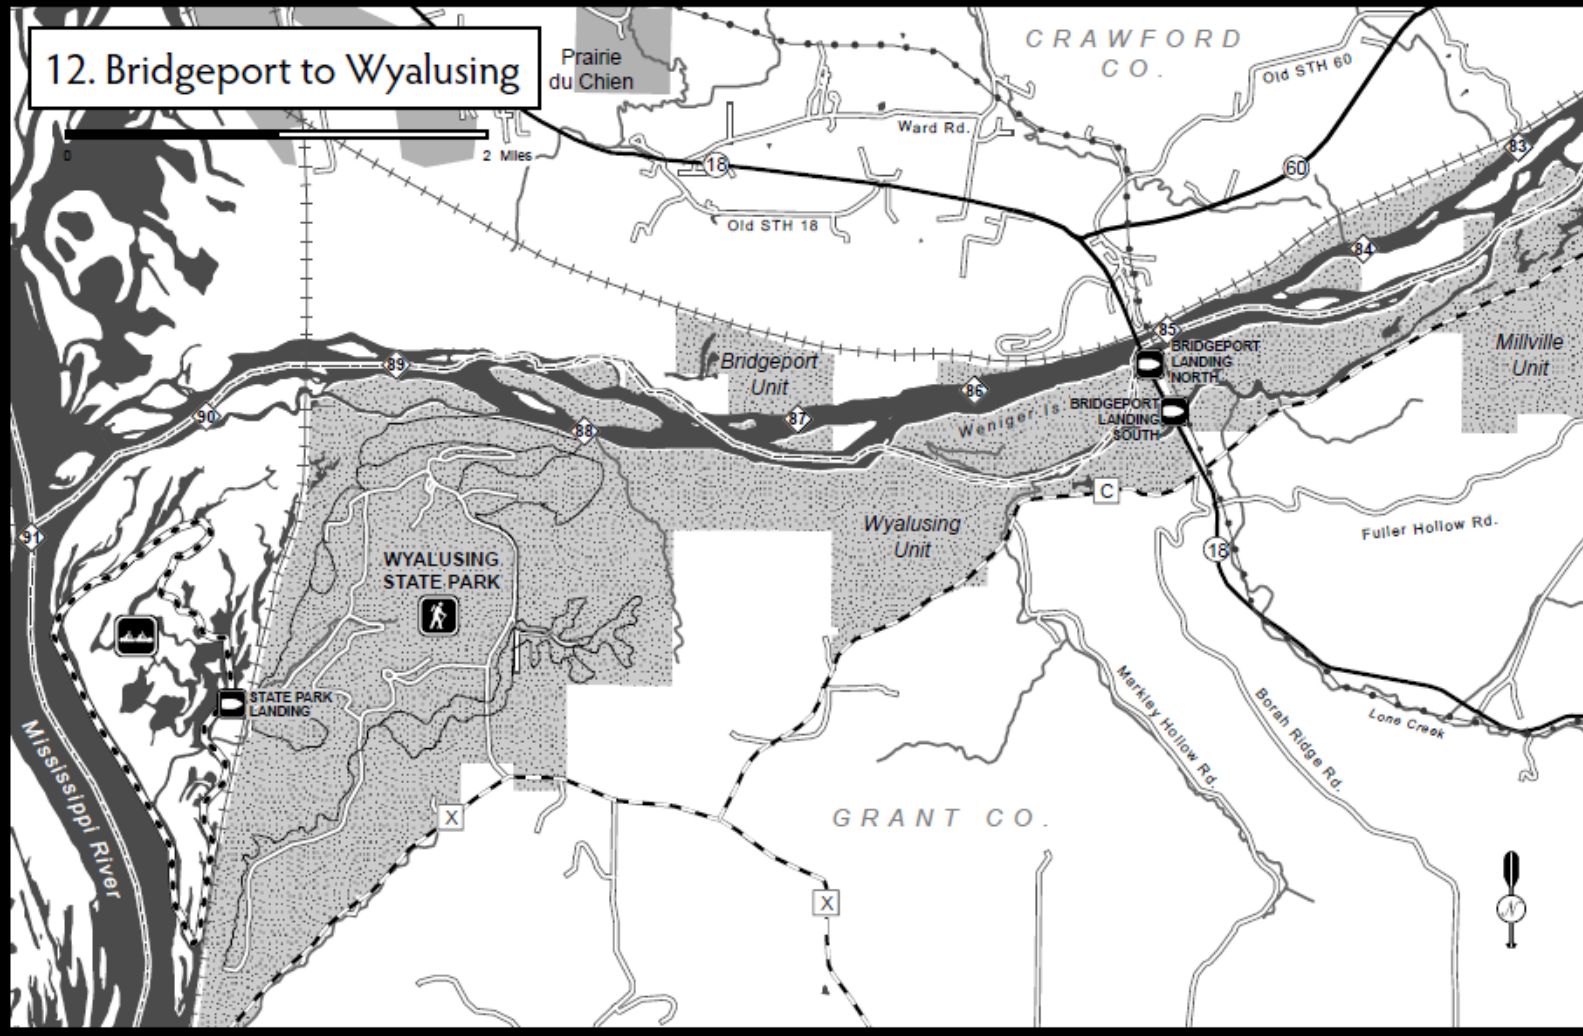 12. Bridgeport to Wyalusing
0
2 Miles
Prairie
du Chien
CRAWFORD
CO.
Old STH 60
Ward Rd.
18
60
Old STH 18
83
84
85
BRIDGEPORT
LANDING
NORTH
Millville
Unit
Bridgeport
Unit
86
87
88
89
90
91
Weniger Is.
BRIDGEPORT
LANDING
SOUTH
C
Wyalusing
Unit
Fuller Hollow Rd.
18
WYALUSING
STATE PARK
STATE PARK
LANDING
Mississippi River
Markley Hollow Rd.
Borah Ridge Rd.
Lone Creek
X
GRANT CO.
X
N